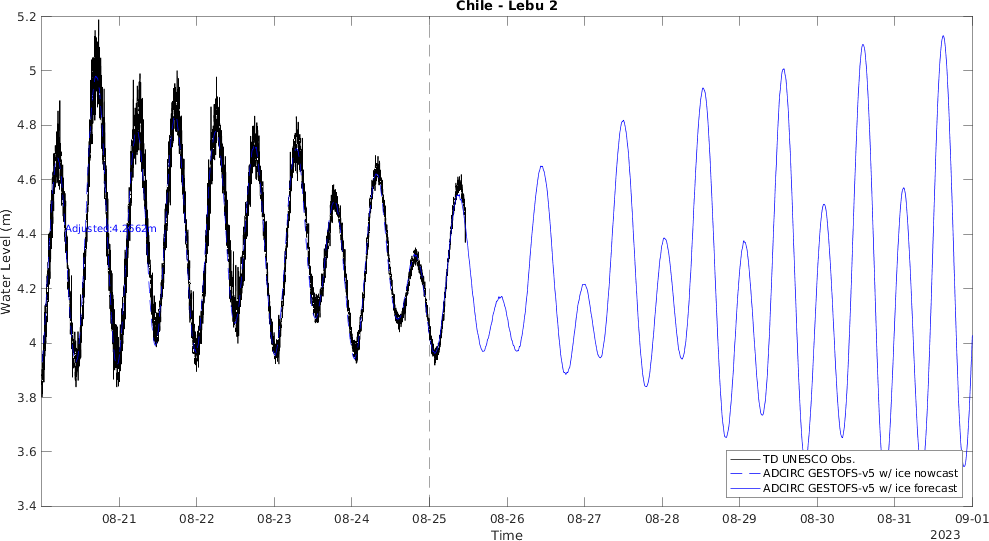 Chile - Lebu 2
5.2
5
4.8
4.6
4.4
4.2
4
3.8
3.6
3.4
Water Level (m)
Adjusted:4.2562m
TD UNESCO Obs.
ADCIRC GESTOFS-v5 w/ ice nowcast
ADCIRC GESTOFS-v5 w/ ice forecast
08-21 08-22 08-23 08-24 08-25 08-26 08-27 08-28 08-29 08-30 08-31 09-01
Time
2023